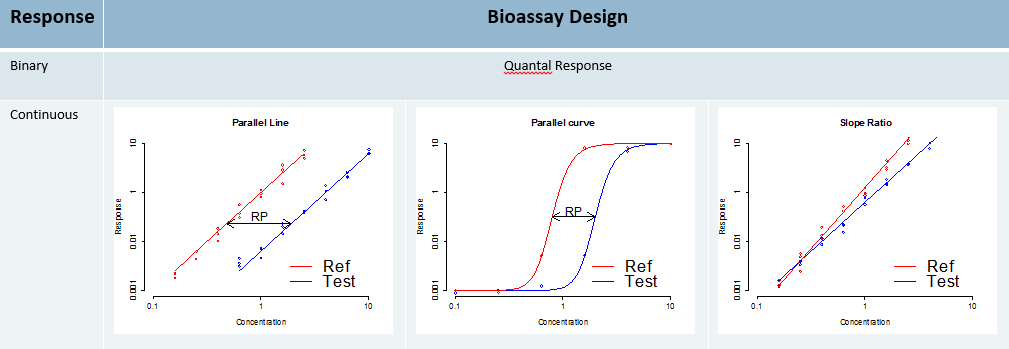 Response Bioassay Design
Binary Quantal Response
Continuous
Parallel Line
Response
10
1
0.01
0.001
RP
Ref
Test
0.1 1 10
Concentration
Parallel curve
Response
10
1
0.01
0.001
RP
Ref
Test
0.1 1 10
Concentration
Slope Ratio
Response
10
1
0.01
0.001
Ref
Test
0.1 1 10
Concentration